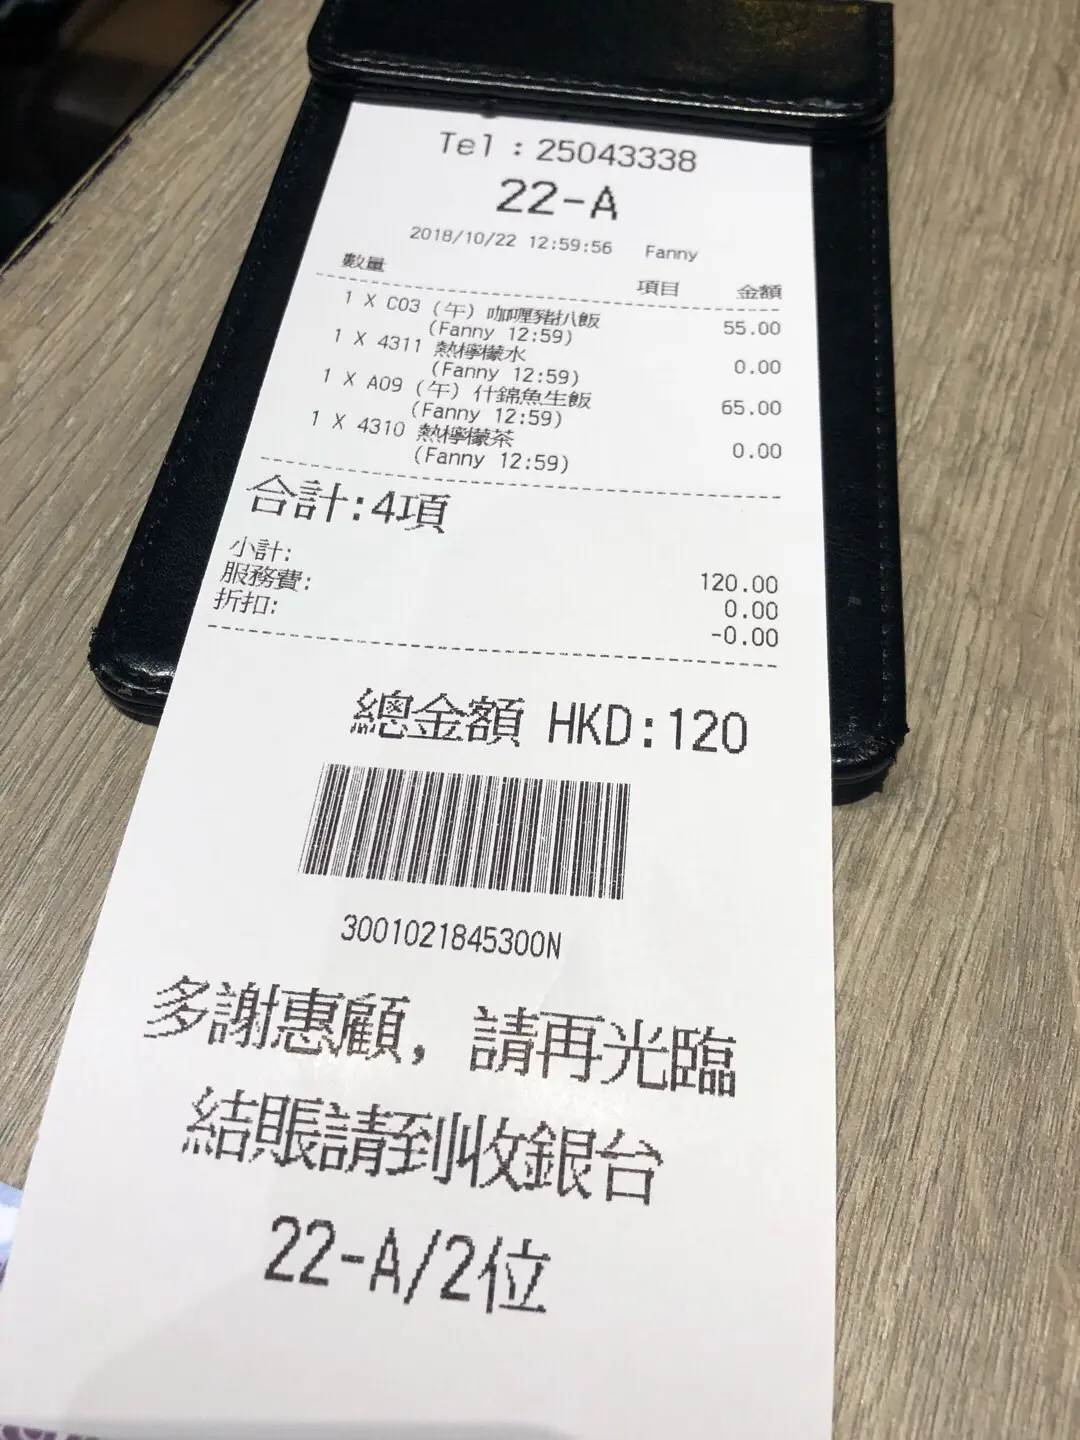 Tel：25043338
22-A
2018/10/22 12:59:56 Fanny
數量 項目 金額
1 X C03 (午) 咖喱豬扒飯 55.00
(Fanny 12:59)
1 X 4311 熱檸檬水 0.00
(Fanny 12:59)
1 X A09 (午) 什錦魚生飯 65.00
(Fanny 12:59)
1 X 4310 熱檸檬茶 0.00
(Fanny 12:59)
合計:4項
小計: 120.00
服務費: 0.00
折扣: -0.00
總金額 HKD:120
3001021845300N
多謝惠顧，請再光臨
結賬請到收銀台
22-A/2位